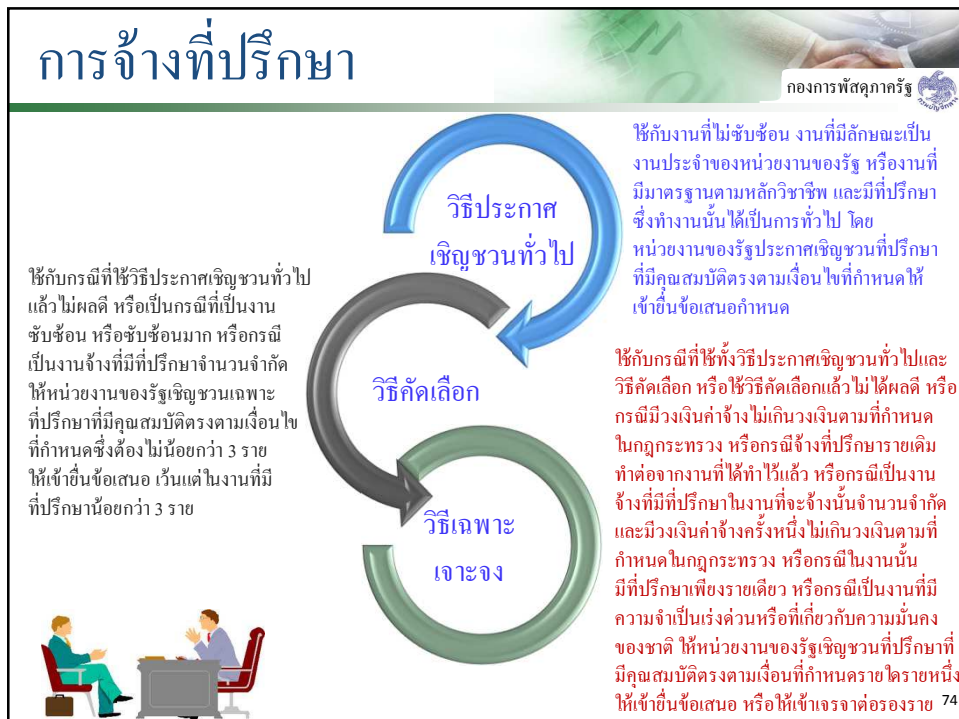 การจ้างที่ปรึกษา
กองการพัสดุภาครัฐ
กรมบัญชีกลาง
วิธีประกาศ
เชิญชวนทั่วไป
ใช้กับงานที่ไม่ซับซ้อน งานที่มีลักษณะเป็น
งานประจำของหน่วยงานของรัฐ หรืองานที่
มีมาตรฐานตามหลักวิชาชีพ และมีที่ปรึกษา
ซึ่งทำงานนั้นได้เป็นการทั่วไป โดย
หน่วยงานของรัฐประกาศเชิญชวนที่ปรึกษา
ที่มีคุณสมบัติตรงตามเงื่อนไขที่กำหนดให้
เข้ายื่นข้อเสนอกำหนด
ใช้กับกรณีที่ใช้วิธีประกาศเชิญชวนทั่วไป
แล้วไม่ผลดี หรือเป็นกรณีที่เป็นงาน
ซับซ้อน หรือซับซ้อนมาก หรือกรณี
เป็นงานจ้างที่มีที่ปรึกษาจำนวนจำกัด
ให้หน่วยงานของรัฐเชิญชวนเฉพาะ
ที่ปรึกษาที่มีคุณสมบัติตรงตามเงื่อนไข
ที่กำหนดซึ่งต้องไม่น้อยกว่า 3 ราย
ให้เข้ายื่นข้อเสนอ เว้นแต่ในงานที่มี
ที่ปรึกษาน้อยกว่า 3 ราย
วิธีคัดเลือก
วิธีเฉพาะ
เจาะจง
ใช้กับกรณีที่ใช้ทั้งวิธีประกาศเชิญชวนทั่วไปและ
วิธีคัดเลือก หรือใช้วิธีคัดเลือกแล้วไม่ได้ผลดี หรือ
กรณีมีวงเงินค่าจ้างไม่เกินวงเงินตามที่กำหนด
ในกฎกระทรวง หรือกรณีจ้างที่ปรึกษารายเดิม
ทำต่อจากงานที่ได้ทำไว้แล้ว หรือกรณีเป็นงาน
จ้างที่มีที่ปรึกษาในงานที่จะจ้างนั้นจำนวนจำกัด
และมีวงเงินค่าจ้างครั้งหนึ่งไม่เกินวงเงินตามที่
กำหนดในกฎกระทรวง หรือกรณีในงานนั้น
มีที่ปรึกษาเพียงรายเดียว หรือกรณีเป็นงานที่มี
ความจำเป็นเร่งด่วนหรือที่เกี่ยวกับความมั่นคง
ของชาติ ให้หน่วยงานของรัฐเชิญชวนที่ปรึกษาที่
มีคุณสมบัติตรงตามเงื่อนที่กำหนดรายใดรายหนึ่ง
ให้เข้ายื่นข้อเสนอ หรือให้เข้าเจรจาต่อรองราย
74